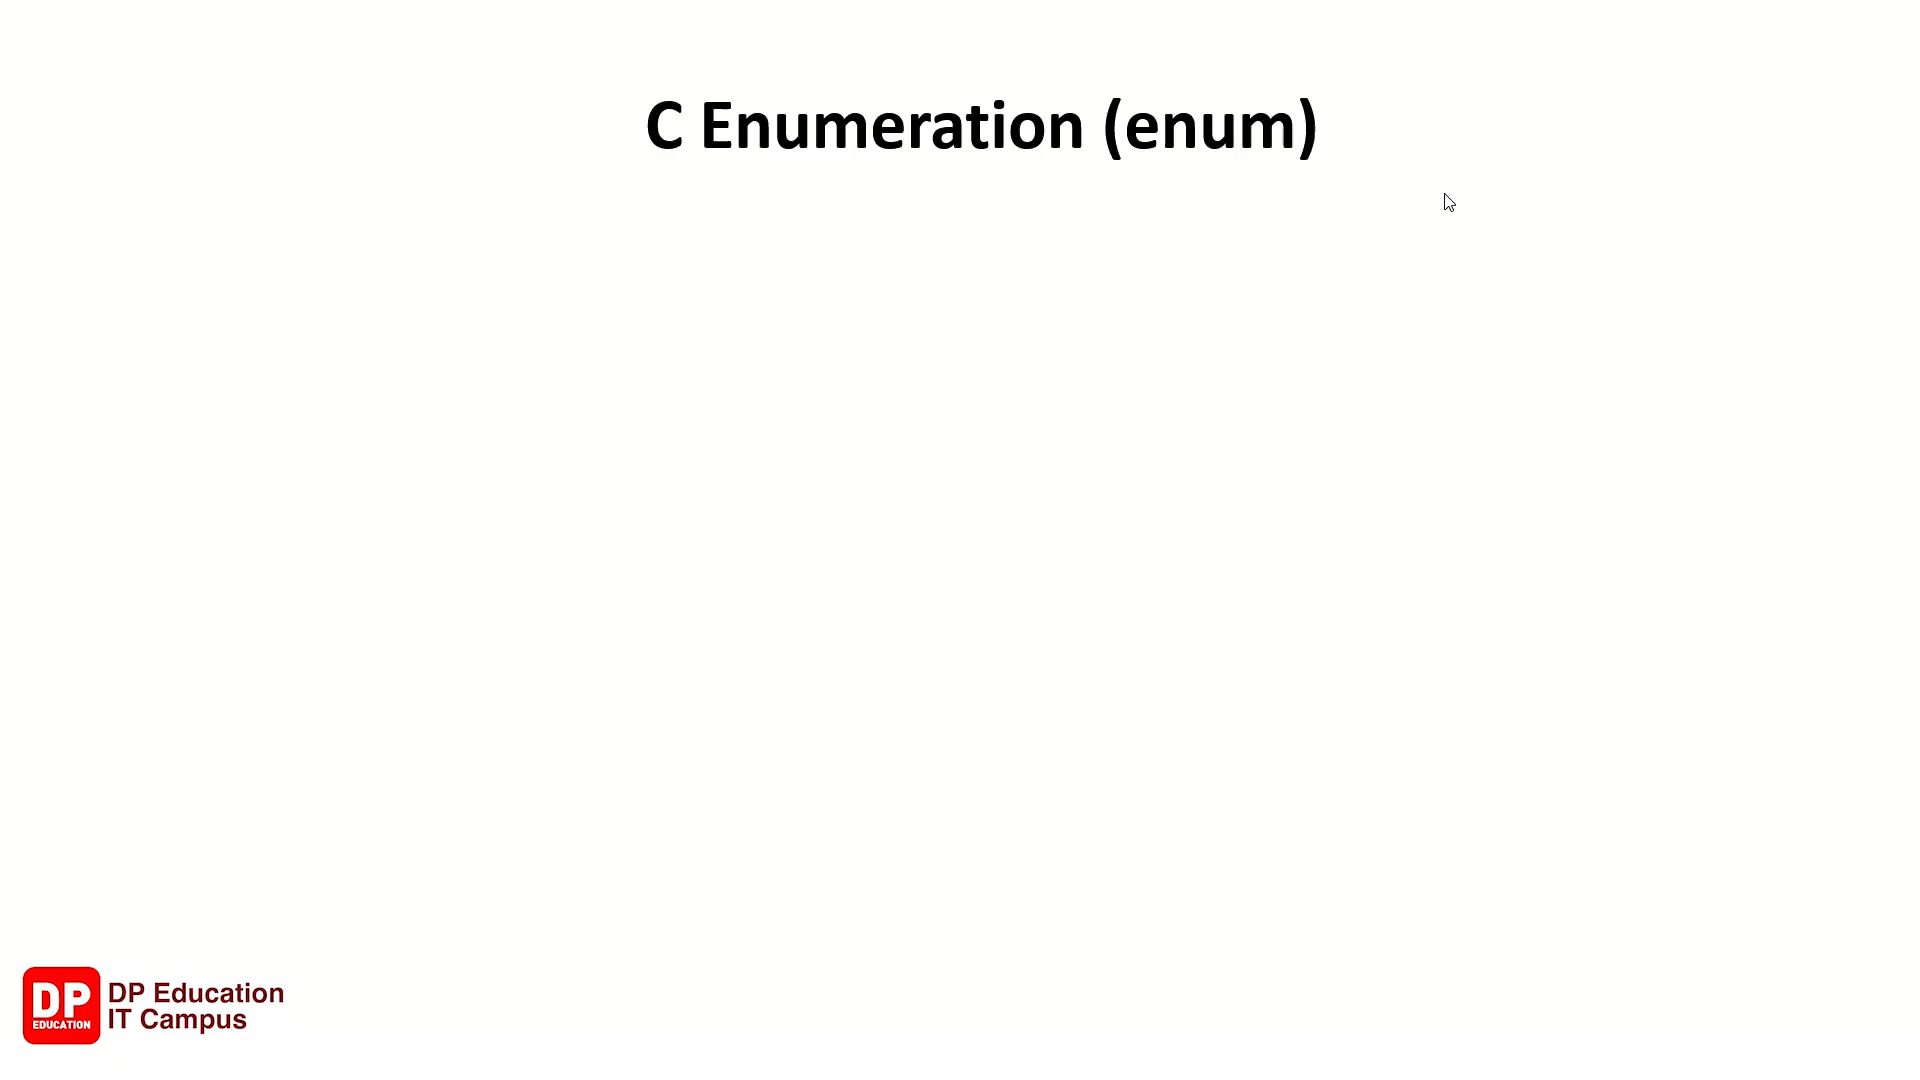 C Enumeration (enum)
DP
EDUCATION
DP Education
IT Campus